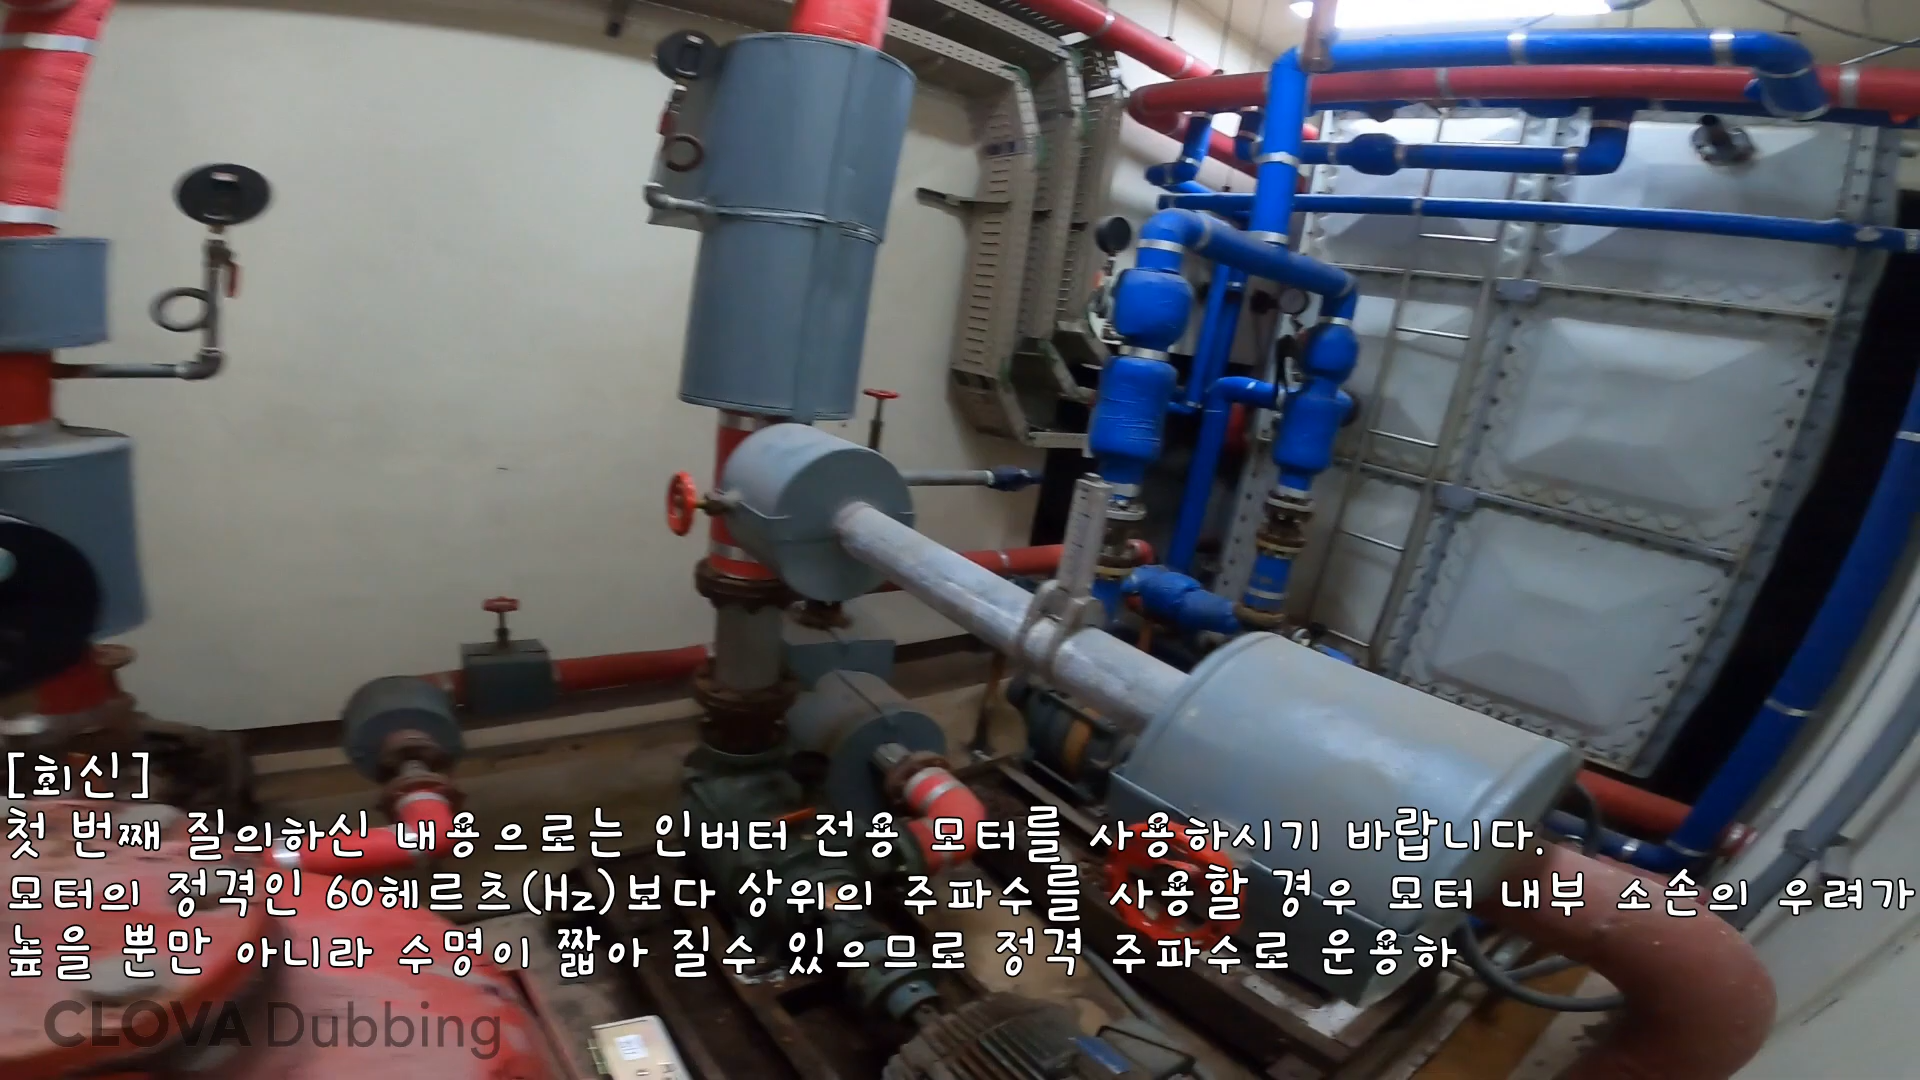 [회신]
첫 번째 질의하신 내용으로는 인버터 전용 모터를 사용하시기 바랍니다.
모터의 정격인 60헤르츠(Hz)보다 상위의 주파수를 사용할 경우 모터 내부 소손의 우려가
높을 뿐만 아니라 수명이 짧아 질수 있으므로 정격 주파수로 운용하
CLOVA Dubbing